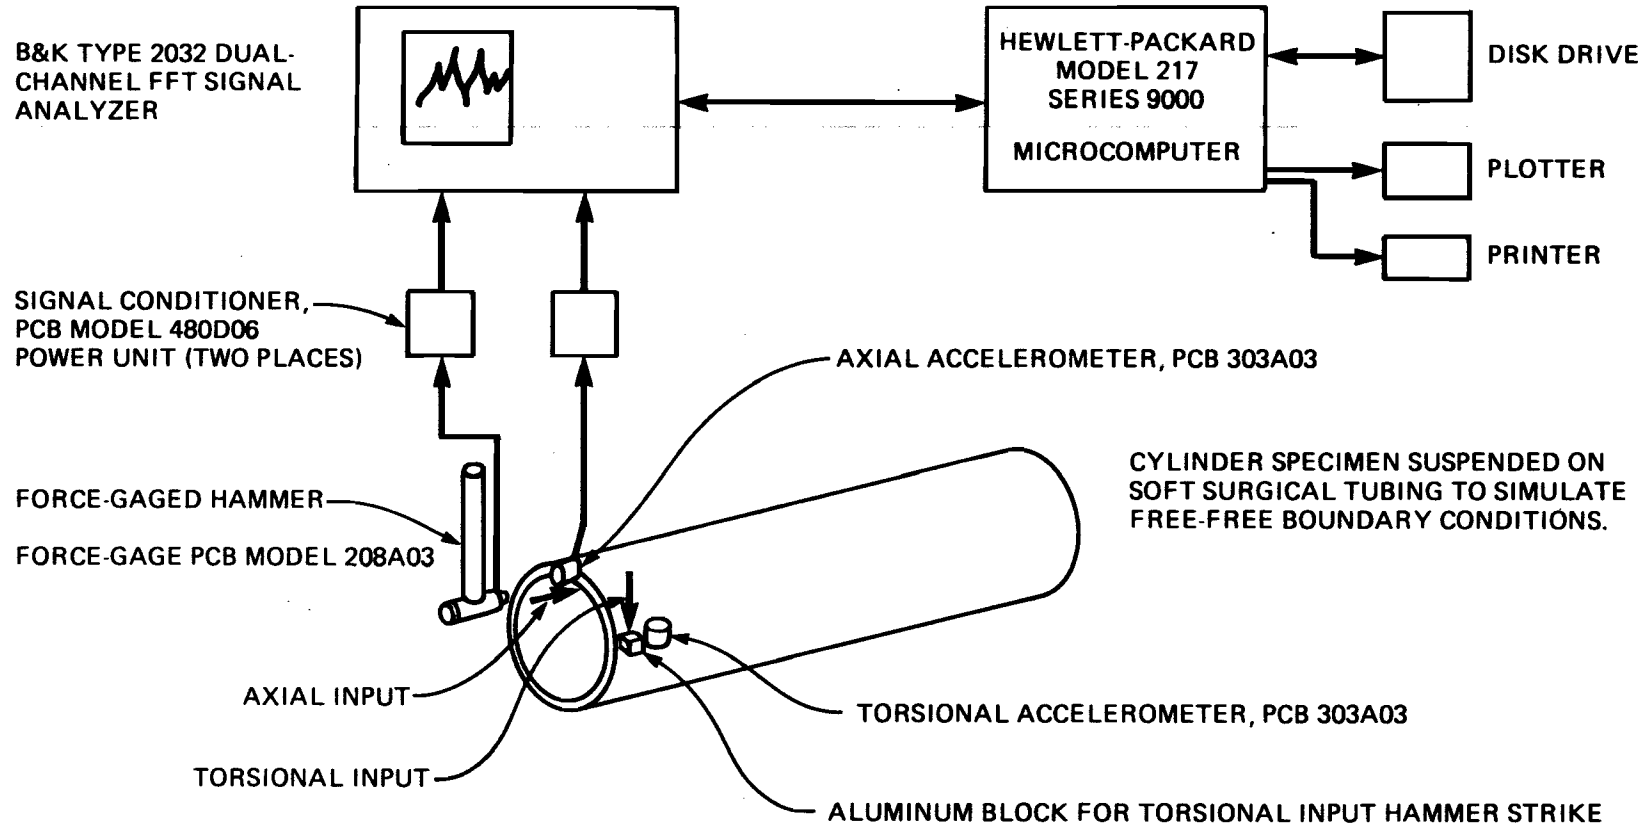 B&K TYPE 2032 DUAL-
CHANNEL FFT SIGNAL
ANALYZER
HEWLETT-PACKARD
MODEL 217
SERIES 9000
MICROCOMPUTER
DISK DRIVE
PLOTTER
PRINTER
SIGNAL CONDITIONER,
PCB MODEL 480D06
POWER UNIT (TWO PLACES)
AXIAL ACCELEROMETER, PCB 303A03
CYLINDER SPECIMEN SUSPENDED ON
SOFT SURGICAL TUBING TO SIMULATE
FREE-FREE BOUNDARY CONDITIONS.
FORCE-GAGED HAMMER
FORCE-GAGE PCB MODEL 208A03
AXIAL INPUT
TORSIONAL ACCELEROMETER, PCB 303A03
TORSIONAL INPUT
ALUMINUM BLOCK FOR TORSIONAL INPUT HAMMER STRIKE